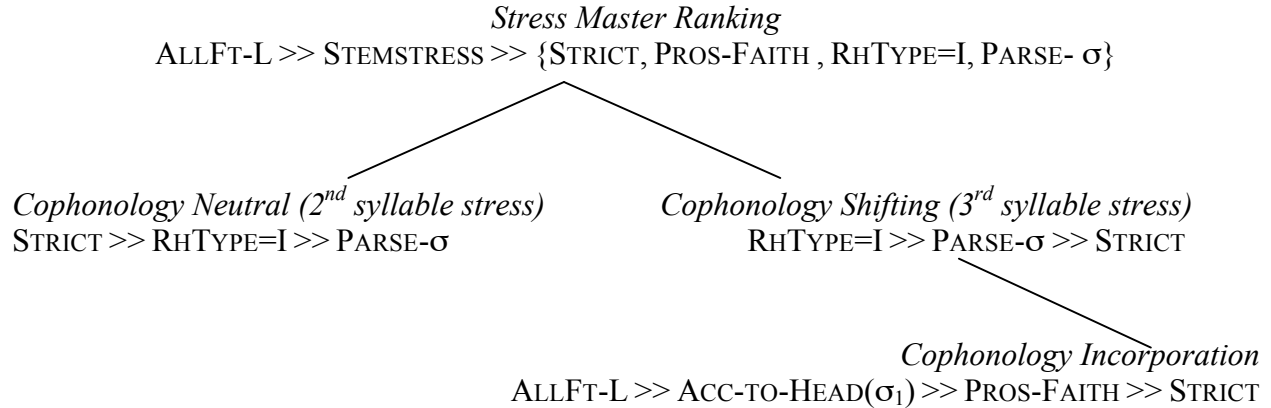 Stress Master Ranking
ALLFT-L >> STEMSTRESS >> {STRICT, PROS-FAITH , RHTYPE=I, PARSE- σ}
Cophonology Neutral (2nd syllable stress) Cophonology Shifting (3rd syllable stress)
STRICT >> RHTYPE=I >> PARSE-σ RHTYPE=I >> PARSE-σ >> STRICT
Cophonology Incorporation
ALLFT-L >> ACC-TO-HEAD(σ1) >> PROS-FAITH >> STRICT